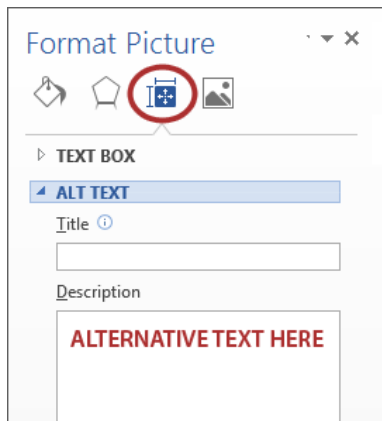 Format Picture
TEXT BOX
ALT TEXT
Title
Description
ALTERNATIVE TEXT HERE